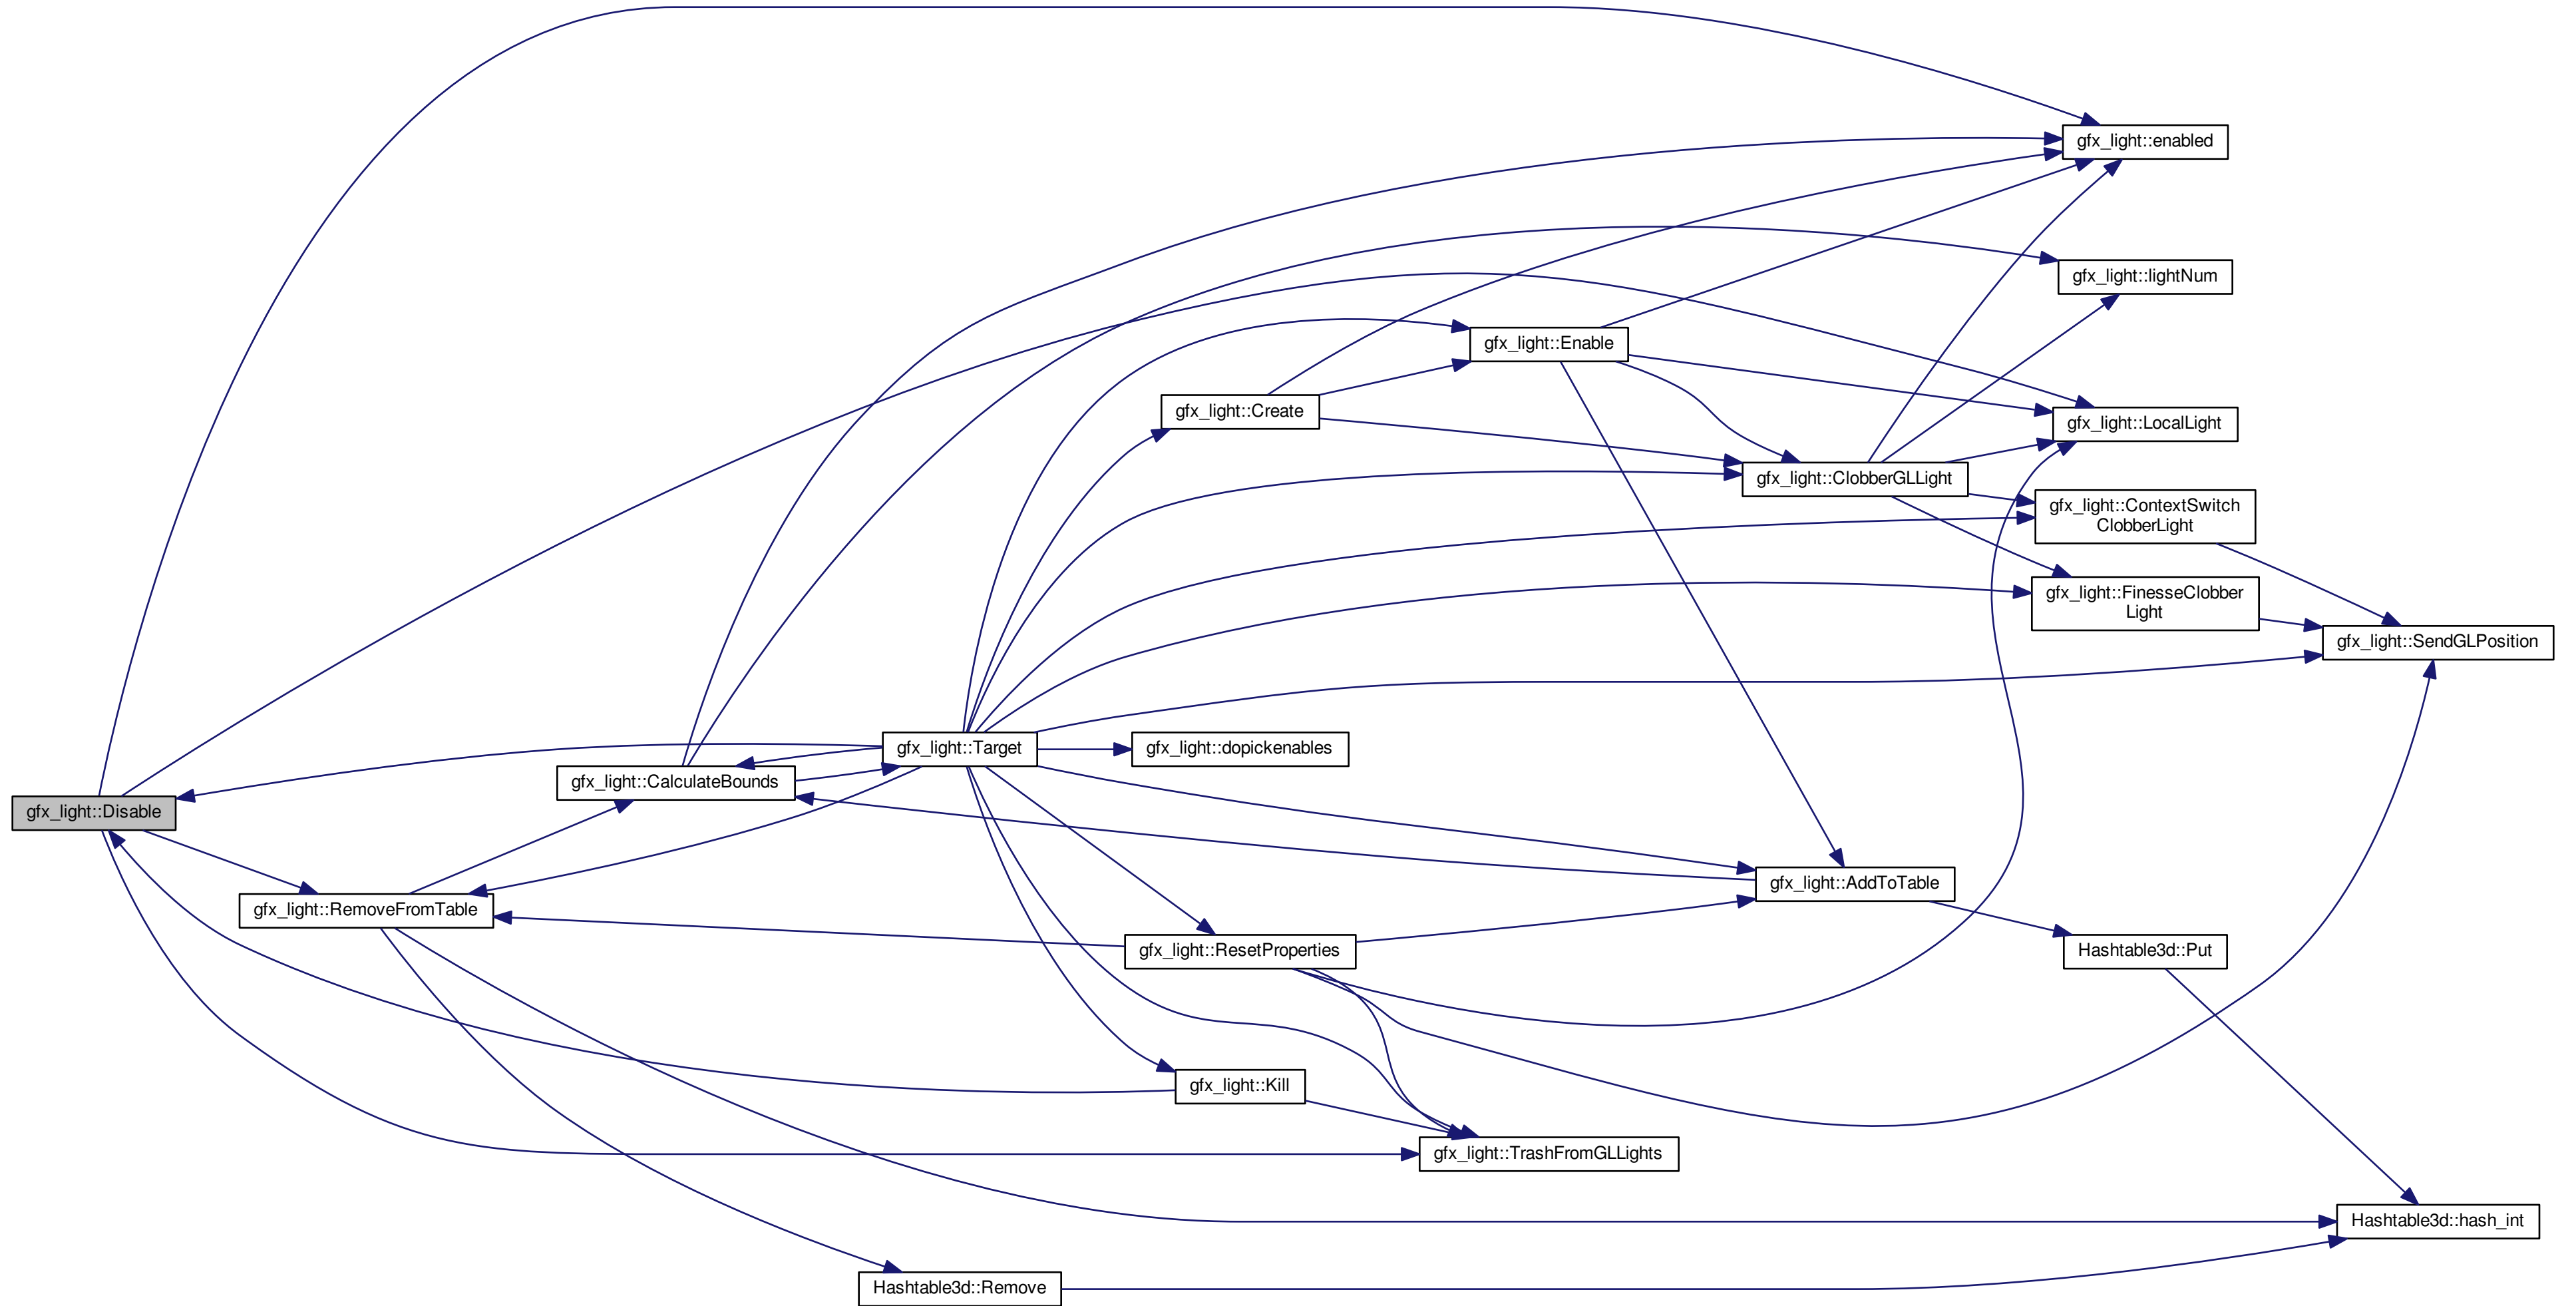 gfx_light::enabled
gfx_light::lightNum
gfx_light::Enable
gfx_light::Create
gfx_light::LocalLight
gfx_light::ClobberGLLight
gfx_light::ContextSwitch
ClobberLight
gfx_light::FinesseClobber
Light
gfx_light::SendGLPosition
gfx_light::Target
gfx_light::dopickenables
gfx_light::CalculateBounds
gfx_light::Disable
gfx_light::AddToTable
gfx_light::RemoveFromTable
gfx_light::ResetProperties
Hashtable3d::Put
gfx_light::Kill
gfx_light::TrashFromGLLights
Hashtable3d::hash_int
Hashtable3d::Remove